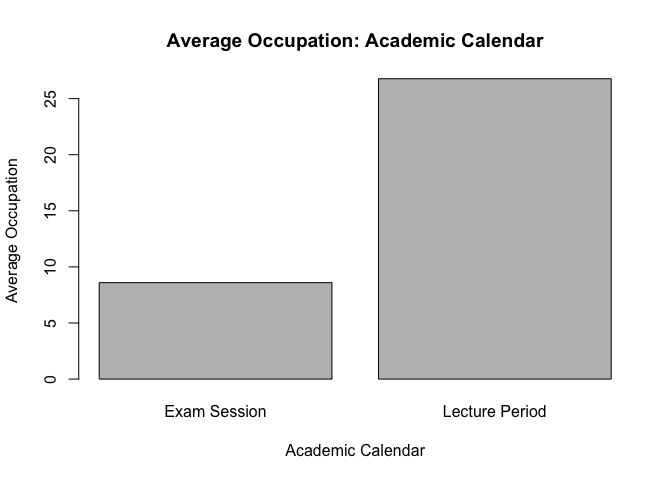 Average Occupation: Academic Calendar
Average Occupation
25
20
15
10
5
0
Exam Session
Lecture Period
Academic Calendar